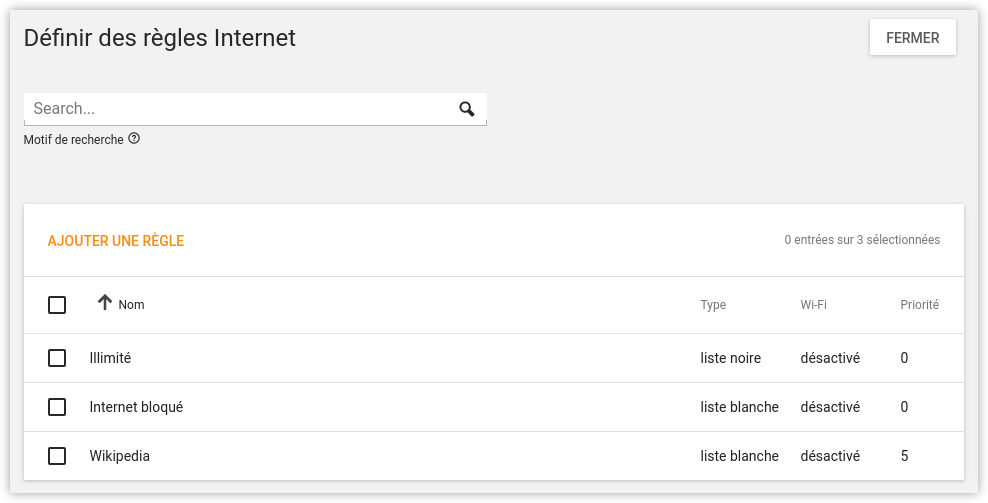 Définir des règles Internet
FERMER
Search...
Motif de recherche
AJOUTER UNE RÈGLE
0 entrées sur 3 sélectionnées
Nom Type Wi-Fi Priorité
Illimité liste noire désactivé 0
Internet bloqué liste blanche désactivé 0
Wikipedia liste blanche désactivé 5